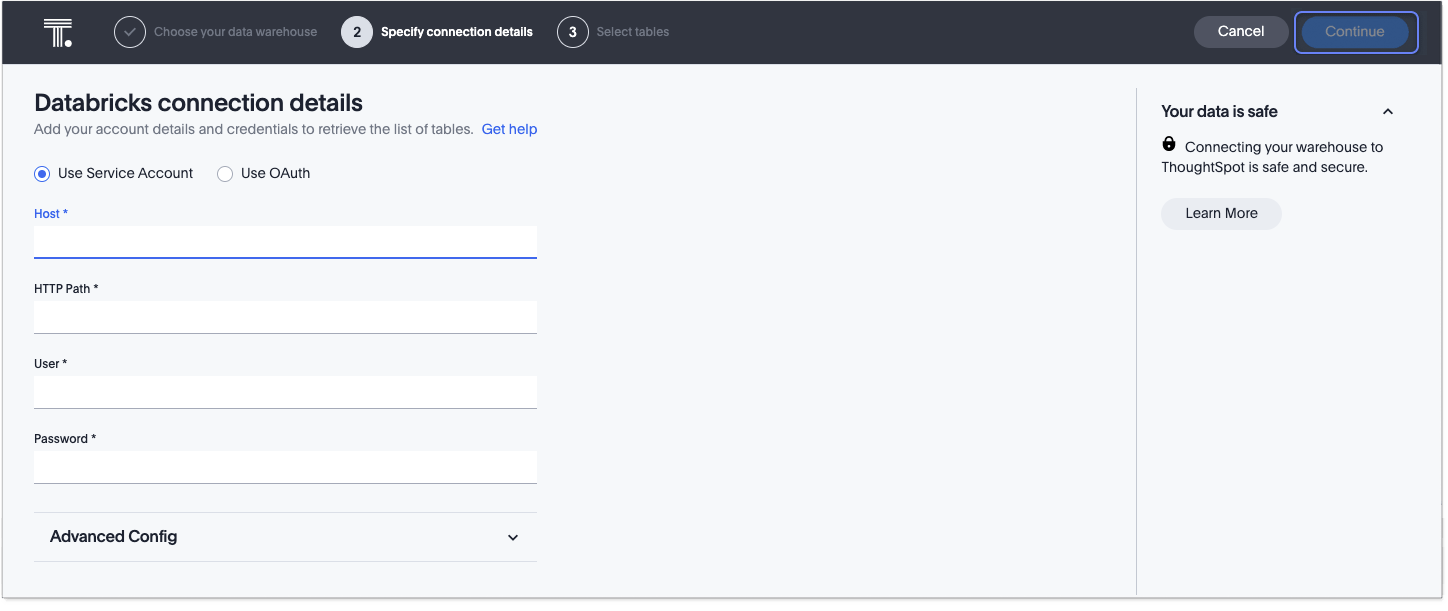 T.
Choose your data warehouse
2
Specify connection details
3
Select tables
Cancel
Continue
Databricks connection details
Add your account details and credentials to retrieve the list of tables. Get help
Use Service Account
Use OAuth
Host *
HTTP Path *
User *
Password *
Advanced Config
Your data is safe
Connecting your warehouse to
ThoughtSpot is safe and secure.
Learn More